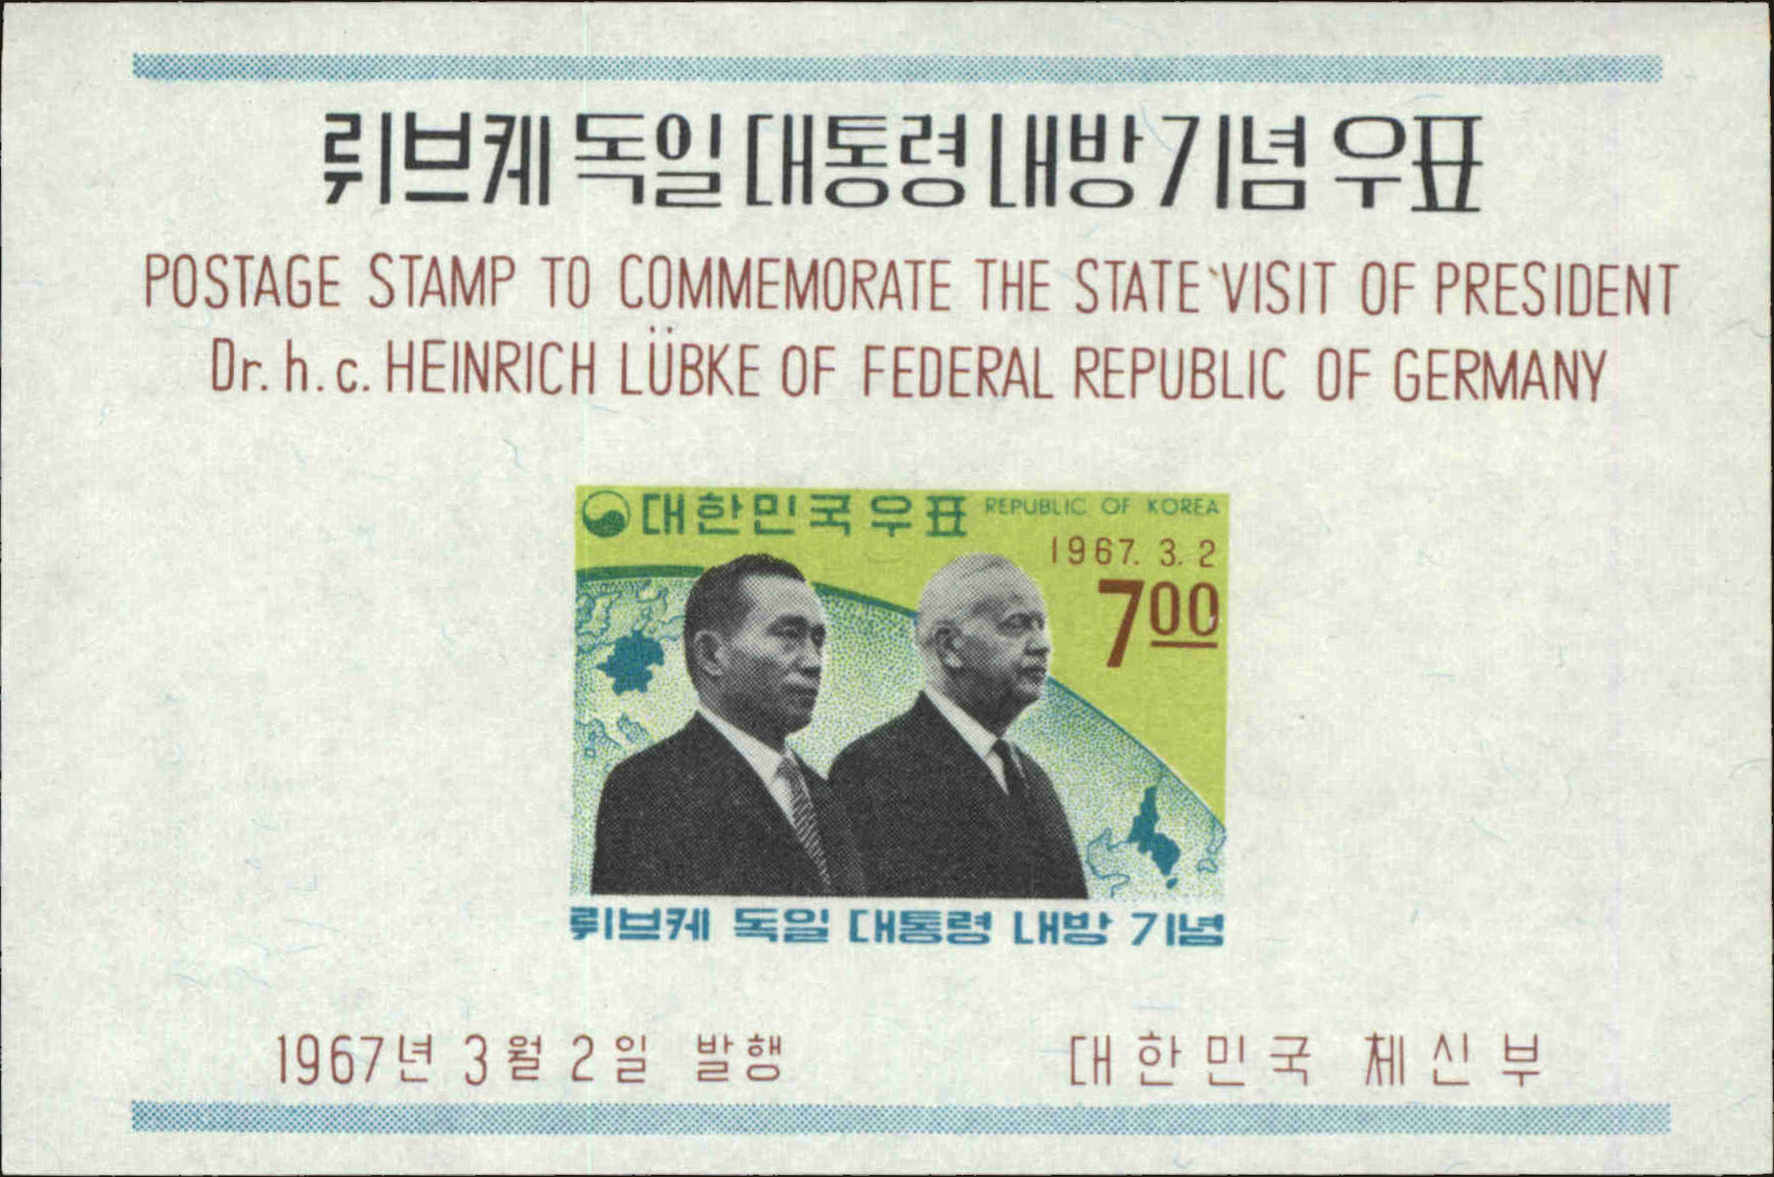 뤼브케 독일 대통령 내방 기념 우표
POSTAGE STAMP TO COMMEMORATE THE STATE VISIT OF PRESIDENT
Dr. h. c. HEINRICH LÜBKE OF FEDERAL REPUBLIC OF GERMANY
대한민국우표 REPUBLIC OF KOREA
1967. 3. 2
700
뤼브케 독일 대통령 내방 기념
1967년 3월 2일 발행 대한민국 체신부